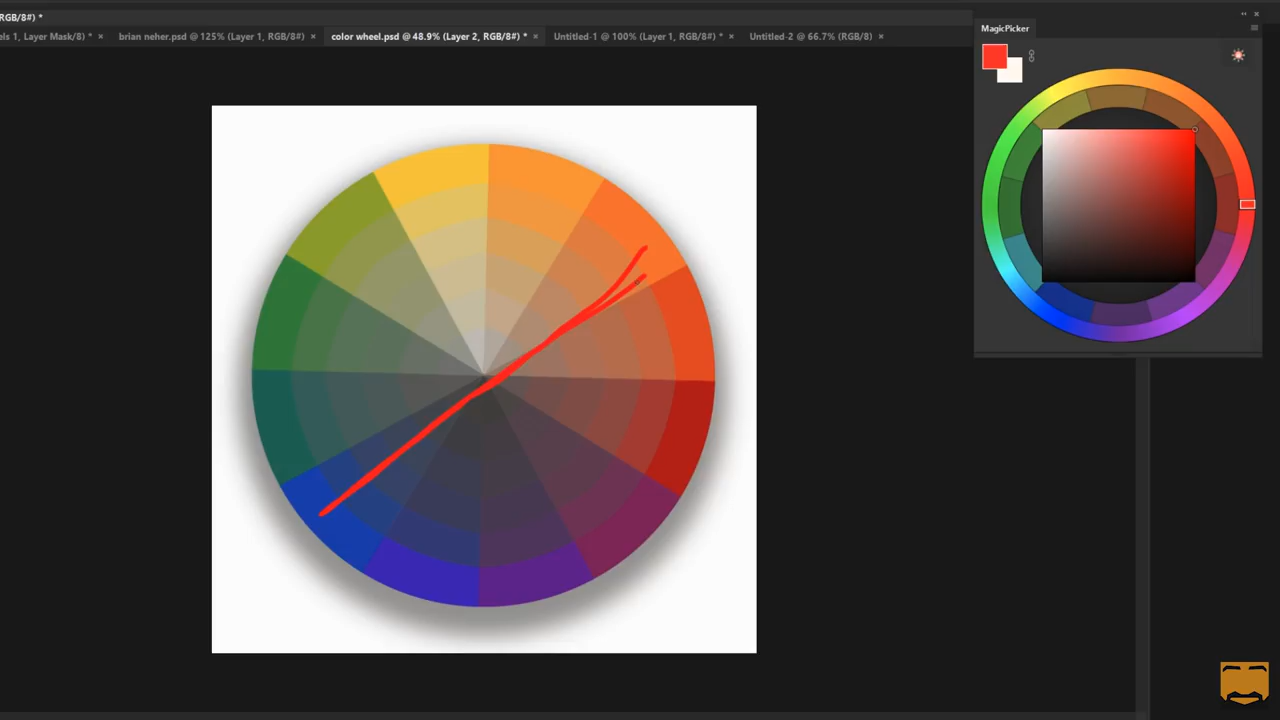 RGB/8#) *
els 1, Layer Mask/8) * × brian neher.psd @ 125% (Layer 1, RGB/8#) × color wheel.psd @ 48.9% (Layer 2, RGB/8#) * × Untitled-1 @ 100% (Layer 1, RGB/8#) * × Untitled-2 @ 66.7% (RGB/8) ×
MagicPicker